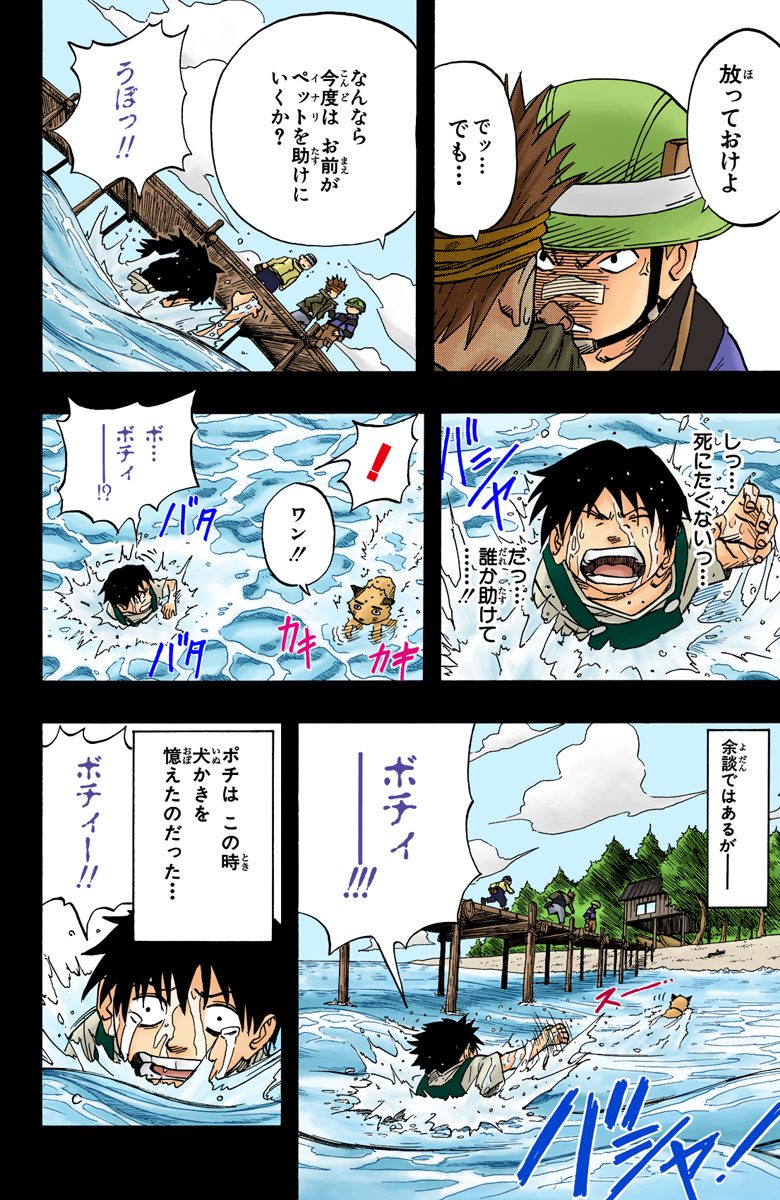 放っておけよ
でッ…
でも…
なんなら
今度は お前が
ペットを助けに
いくか？
うぼっ!!
しっ…
死にたくないっ…
だっ…
誰か助けて
……!!
バシャ
！
ワン!!
ボ…
ボチィ
――!?
バタ
バタ
カキ
カキ
余談ではあるが――
ボチィ
――!!!
スー…
バシャ！
ポチは この時
犬かきを
憶えたのだった…
ボチィー!!